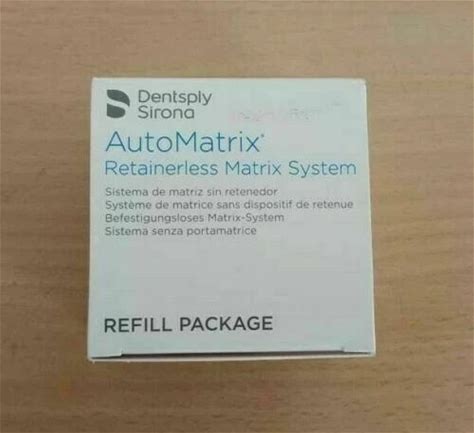 Dentsply
Sirona
AutoMatrix®
Retainerless Matrix System
Sistema de matriz sin retenedor
Système de matrice sans dispositif de retenue
Befestigungsloses Matrix-System
Sistema senza portamatrice
REFILL PACKAGE